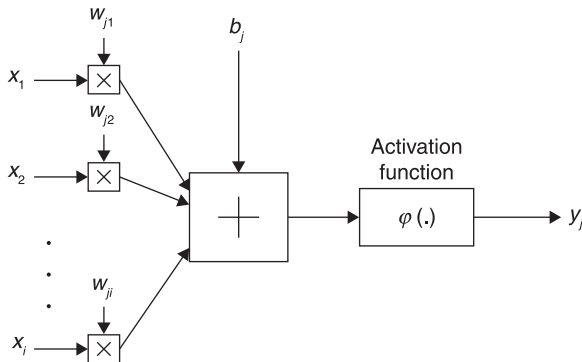 w_j1
b_j
x_1
×
w_j2
Activation
function
x_2
×
+
φ (.)
y_j
w_ji
x_i
×